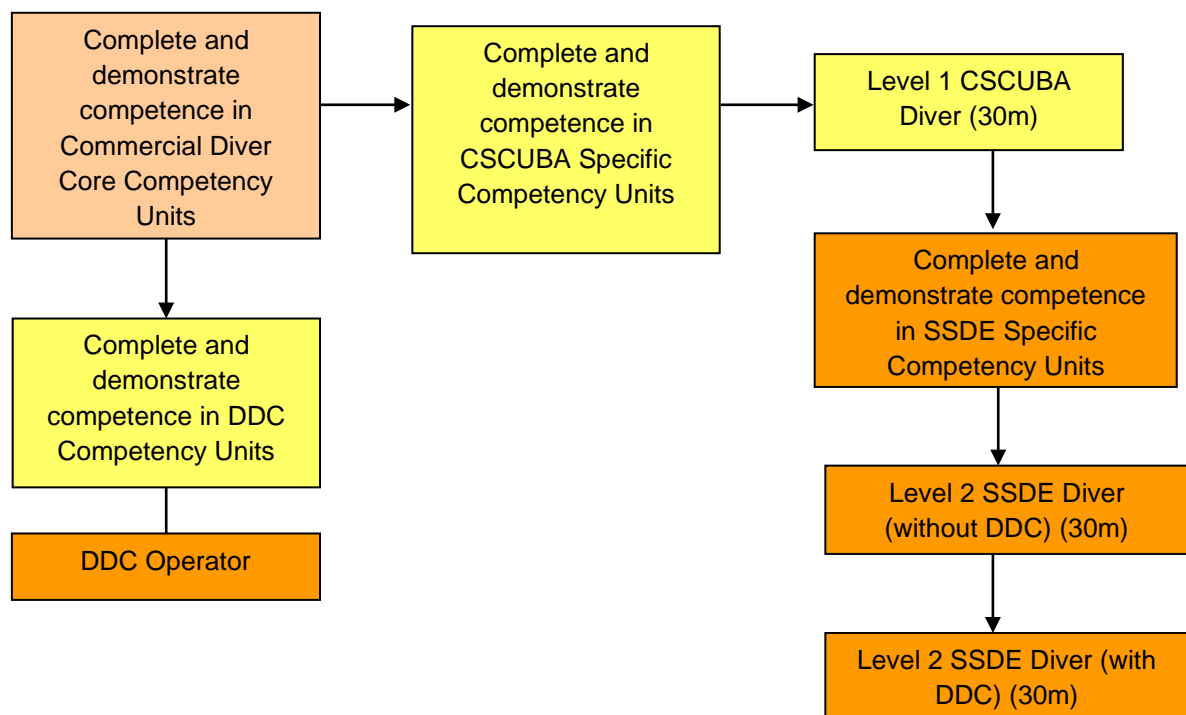 Complete and
demonstrate
competence in
Commercial Diver
Core Competency
Units
Complete and
demonstrate
competence in
CSCUBA Specific
Competency Units
Level 1 CSCUBA
Diver (30m)
Complete and
demonstrate competence
in SSDE Specific
Competency Units
Complete and
demonstrate
competence in DDC
Competency Units
Level 2 SSDE Diver
(without DDC) (30m)
DDC Operator
Level 2 SSDE Diver (with
DDC) (30m)